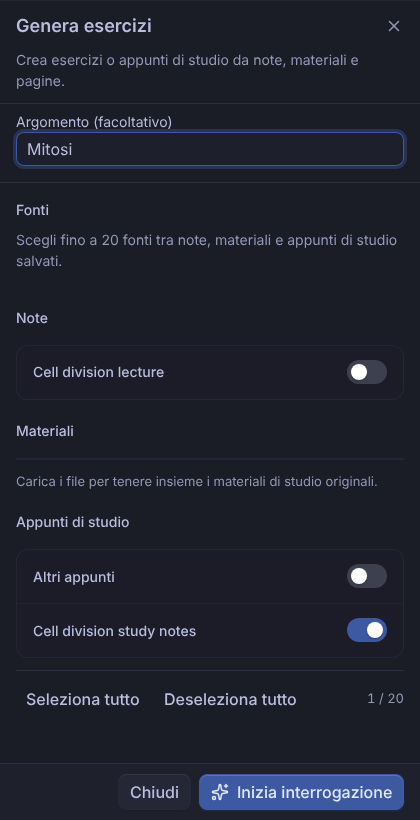 Genera esercizi
Crea esercizi o appunti di studio da note, materiali e
pagine.
Argomento (facoltativo)
Mitosi
Fonti
Scegli fino a 20 fonti tra note, materiali e appunti di studio
salvati.
Note
Cell division lecture
Materiali
Carica i file per tenere insieme i materiali di studio originali.
Appunti di studio
Altri appunti
Cell division study notes
Seleziona tutto Deseleziona tutto 1 / 20
Chiudi Inizia interrogazione